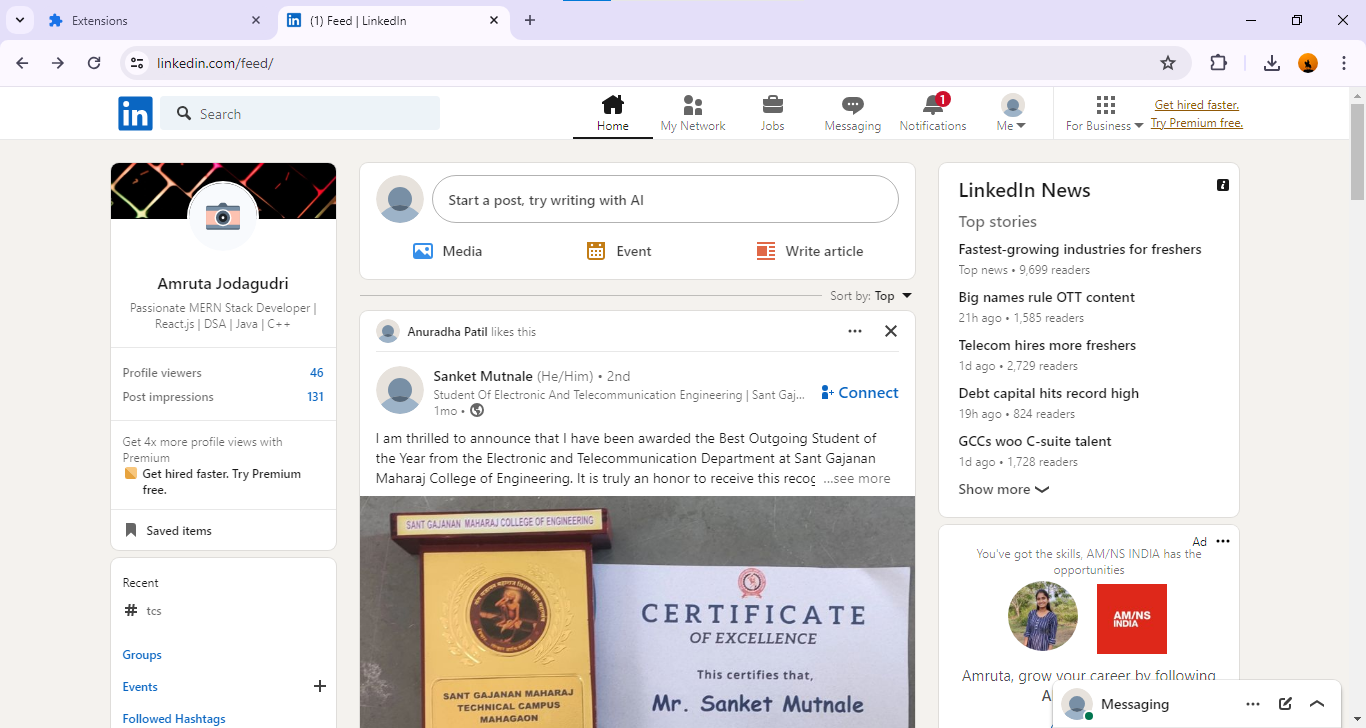 Extensions
(1) Feed | LinkedIn
linkedin.com/feed/
in
Search
Home
My Network
Jobs
Messaging
1
Notifications
Me
For Business
Get hired faster.
Try Premium free.
Amruta Jodagudri
Passionate MERN Stack Developer |
React.js | DSA | Java | C++
Profile viewers 46
Post impressions 131
Get 4x more profile views with
Premium
Get hired faster. Try Premium
free.
Saved items
Recent
# tcs
Groups
Events +
Followed Hashtags
Start a post, try writing with AI
Media
Event
Write article
Sort by: Top
Anuradha Patil likes this
Sanket Mutnale (He/Him) • 2nd
Student Of Electronic And Telecommunication Engineering | Sant Gaj...
1mo •
Connect
I am thrilled to announce that I have been awarded the Best Outgoing Student of
the Year from the Electronic and Telecommunication Department at Sant Gajanan
Maharaj College of Engineering. It is truly an honor to receive this recog ...see more
SANT GAJANAN MAHARAJ COLLEGE OF ENGINEERING
SANT GAJANAN MAHARAJ
TECHNICAL CAMPUS
MAHAGAON
CERTIFICATE
OF EXCELLENCE
This certifies that,
Mr. Sanket Mutnale
LinkedIn News
Top stories
Fastest-growing industries for freshers
Top news • 9,699 readers
Big names rule OTT content
21h ago • 1,585 readers
Telecom hires more freshers
1d ago • 2,729 readers
Debt capital hits record high
19h ago • 824 readers
GCCs woo C-suite talent
1d ago • 1,728 readers
Show more
Ad
You've got the skills, AM/NS INDIA has the
opportunities
AM/NS
INDIA
Amruta, grow your career by following
Messaging